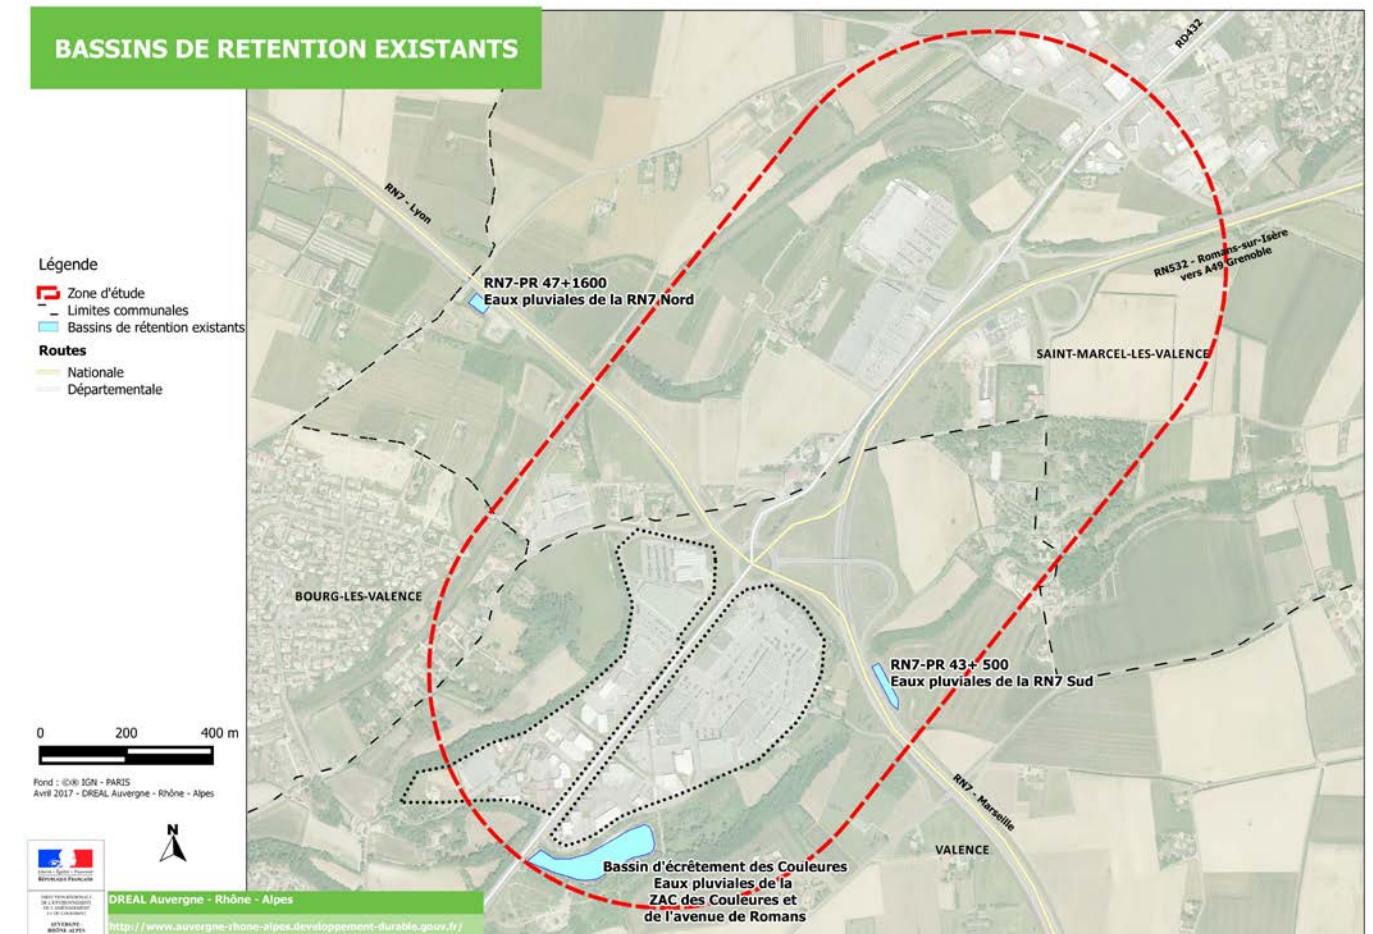 BASSINS DE RETENTION EXISTANTS
RD432
RN7 - Lyon
RN532 - Romans-sur-Isère
vers A49 Grenoble
Légende
Zone d'étude
Limites communales
Bassins de rétention existants
Routes
Nationale
Départementale
RN7-PR 47+1600
Eaux pluviales de la RN7 Nord
SAINT-MARCEL-LES-VALENCE
BOURG-LES-VALENCE
RN7-PR 43+ 500
Eaux pluviales de la RN7 Sud
0 200 400 m
Fond : ©® IGN - PARIS
Avril 2017 - DREAL Auvergne - Rhône - Alpes
N
RN7 - Marseille
VALENCE
Bassin d'écrêtement des Couleures
Eaux pluviales de la
ZAC des Couleures et
de l'avenue de Romans
RÉPUBLIQUE FRANÇAISE
AUVERGNE
RHÔNE-ALPES
DREAL Auvergne - Rhône - Alpes
http://www.auvergne-rhone-alpes.developpement-durable.gouv.fr/